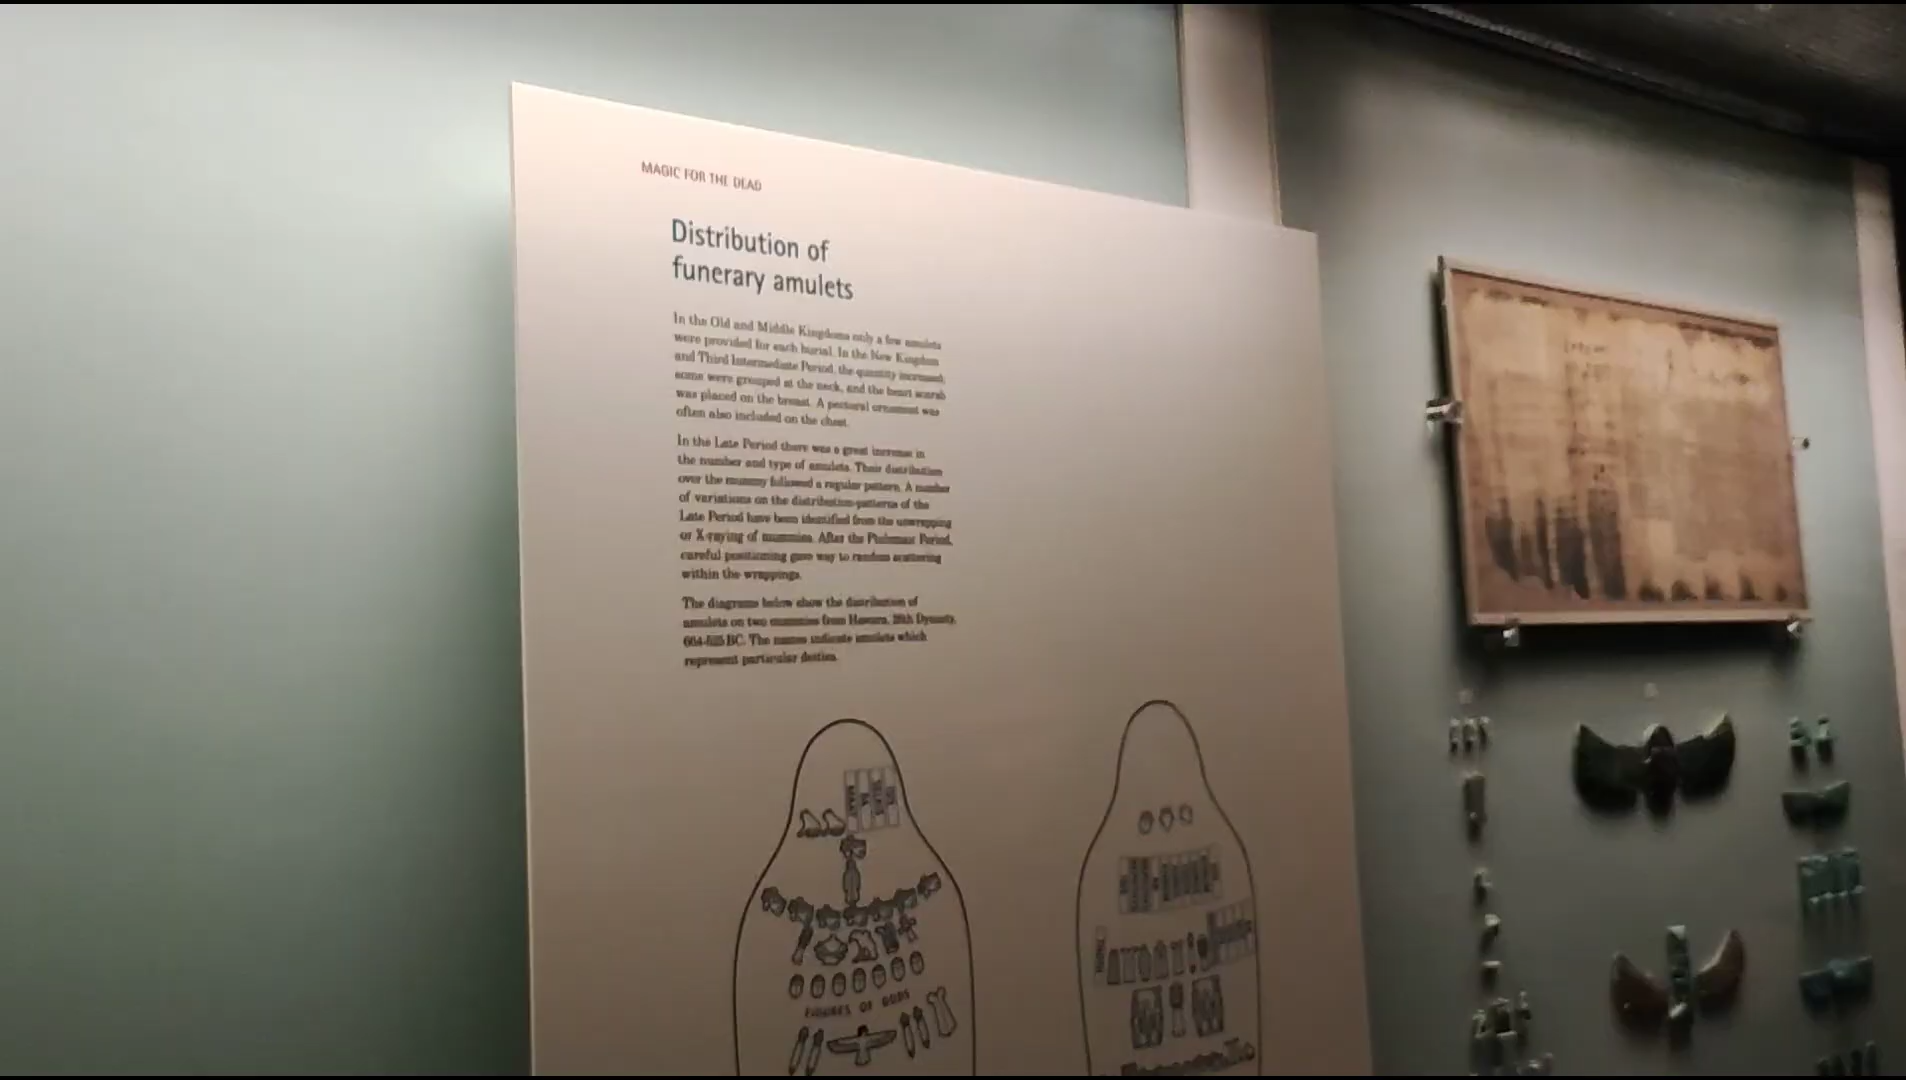 MAGIC FOR THE DEAD
Distribution of
funerary amulets
In the Old and Middle Kingdoms only a few amulets
were provided for each burial. In the New Kingdom
and Third Intermediate Period, the quantity increased;
some were grouped at the neck, and the heart scarab
was placed on the breast. A pectoral ornament was
often also included on the chest.
In the Late Period there was a great increase in
the number and type of amulets. Their distribution
over the mummy followed a regular pattern. A number
of variations on the distribution-patterns of the
Late Period have been identified from the unwrapping
or X-raying of mummies. After the Ptolemaic Period,
careful positioning gave way to random scattering
within the wrappings.
The diagrams below show the distribution of
amulets on two mummies from Hawara, 26th Dynasty,
664-525 BC. The names indicate amulets which
represent particular deities.
FIGURES OF GODS